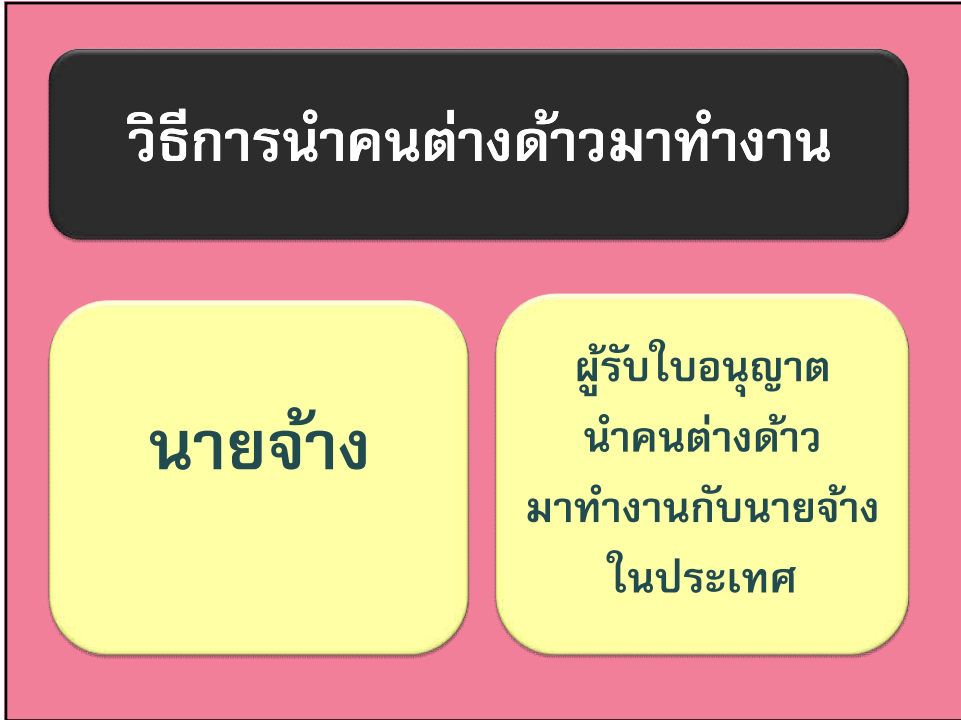 วิธีการนำคนต่างด้าวมาทำงาน
นายจ้าง
ผู้รับใบอนุญาต
นำคนต่างด้าว
มาทำงานกับนายจ้าง
ในประเทศ